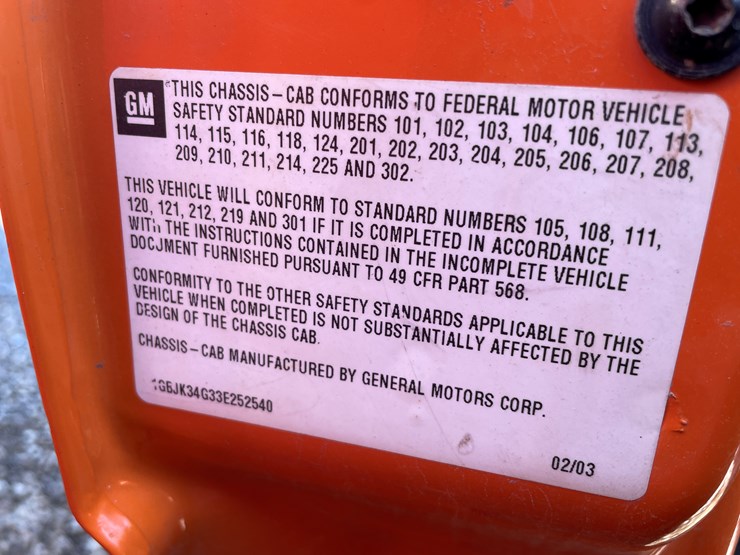 GM
THIS CHASSIS-CAB CONFORMS TO FEDERAL MOTOR VEHICLE
SAFETY STANDARD NUMBERS 101, 102, 103, 104, 106, 107, 113,
114, 115, 116, 118, 124, 201, 202, 203, 204, 205, 206, 207, 208,
209, 210, 211, 214, 225 AND 302.
THIS VEHICLE WILL CONFORM TO STANDARD NUMBERS 105, 108, 111,
120, 121, 212, 219 AND 301 IF IT IS COMPLETED IN ACCORDANCE
WITH THE INSTRUCTIONS CONTAINED IN THE INCOMPLETE VEHICLE
DOCUMENT FURNISHED PURSUANT TO 49 CFR PART 568.
CONFORMITY TO THE OTHER SAFETY STANDARDS APPLICABLE TO THIS
VEHICLE WHEN COMPLETED IS NOT SUBSTANTIALLY AFFECTED BY THE
DESIGN OF THE CHASSIS CAB.
CHASSIS-CAB MANUFACTURED BY GENERAL MOTORS CORP.
1GBJK34G33E252540
02/03